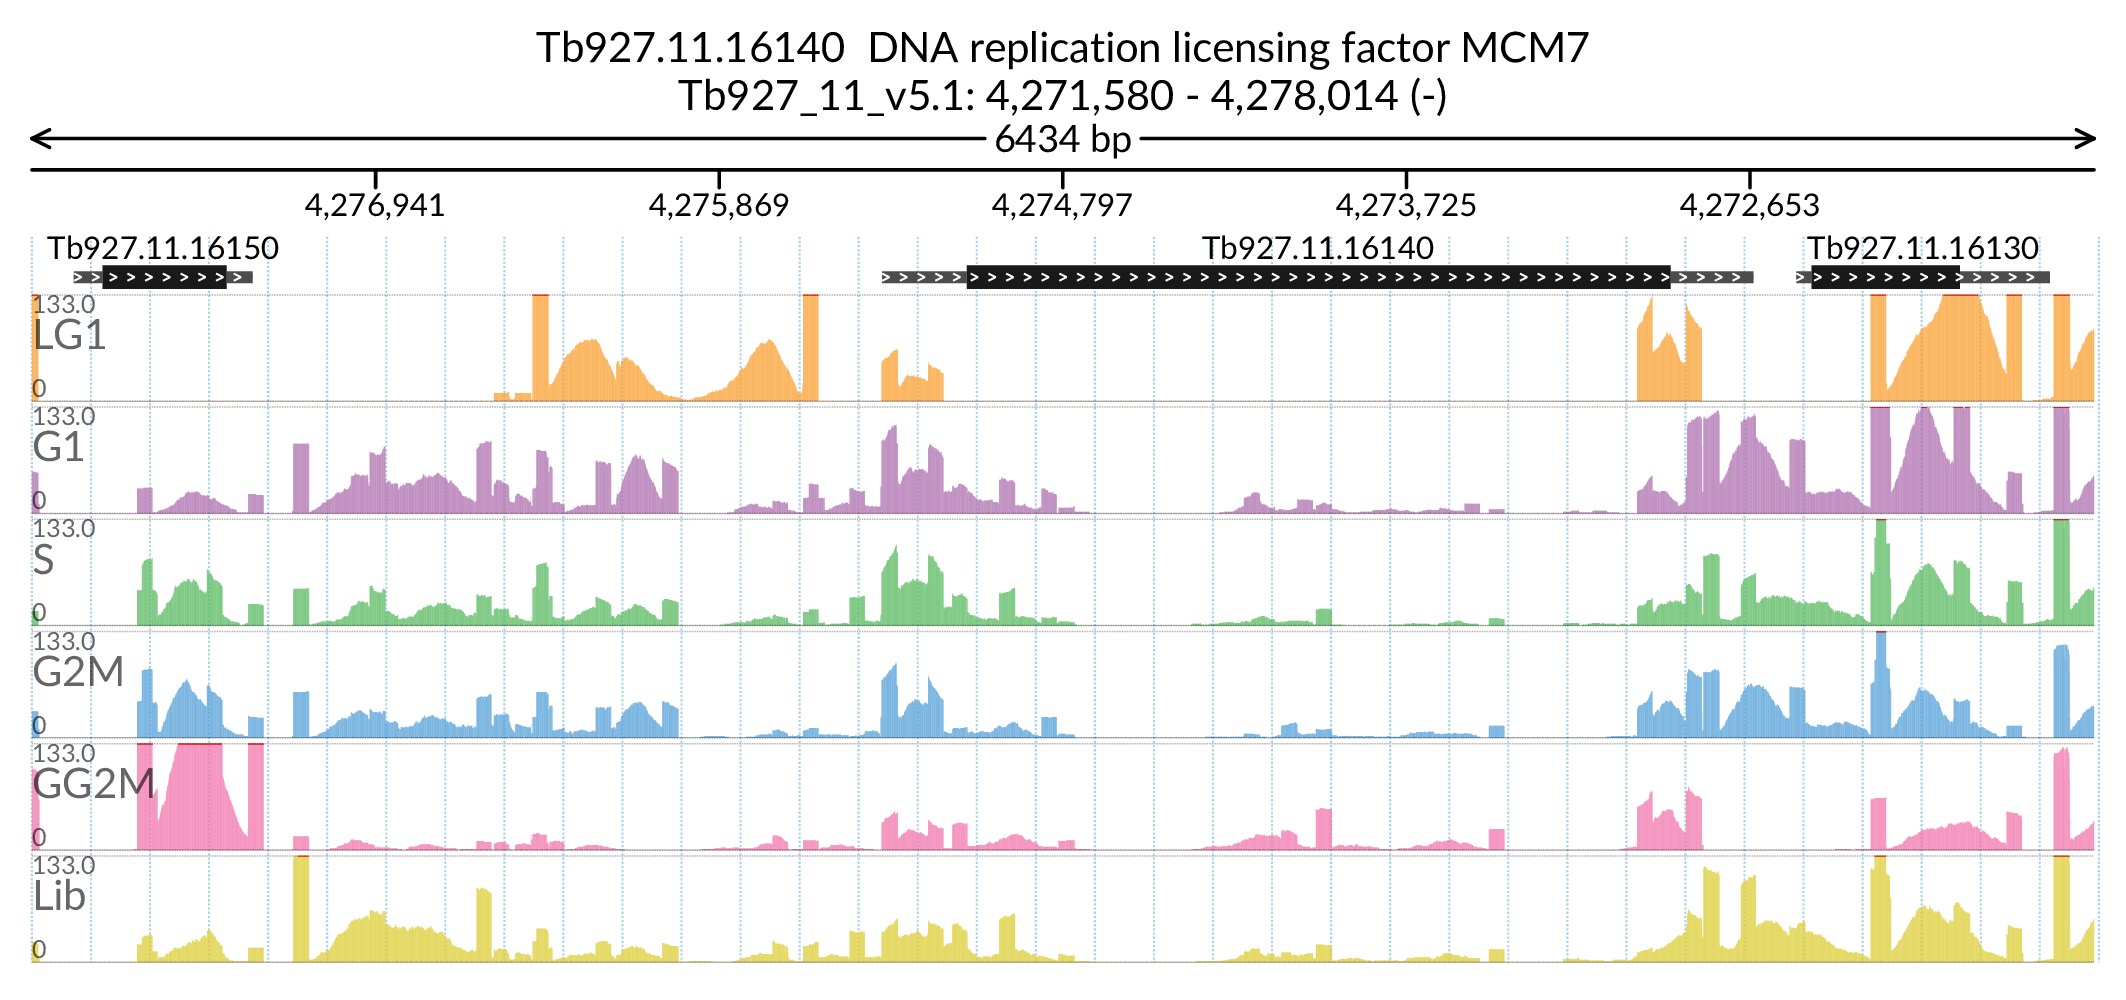 Tb927.11.16140 DNA replication licensing factor MCM7
Tb927_11_v5.1: 4,271,580 - 4,278,014 (-)
6434 bp
4,276,941 4,275,869 4,274,797 4,273,725 4,272,653
Tb927.11.16150 Tb927.11.16140 Tb927.11.16130
133.0
LG1
0
133.0
G1
0
133.0
S
0
133.0
G2M
0
133.0
GG2M
0
133.0
Lib
0